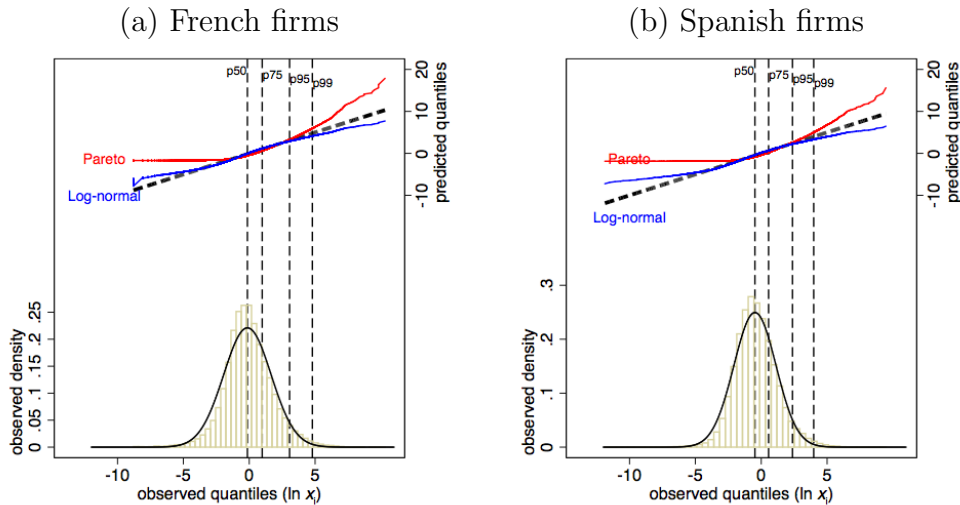 (a) French firms
(b) Spanish firms
p50
p75
p95
p99
20
10
0
-10
predicted quantiles
Pareto
Log-normal
0 .05 .1 .15 .2 .25
observed density
-10 -5 0 5
observed quantiles (ln xi)
p50
p75
p95
p99
20
10
0
-10
predicted quantiles
Pareto
Log-normal
0 .1 .2 .3
observed density
-10 -5 0 5
observed quantiles (ln xi)